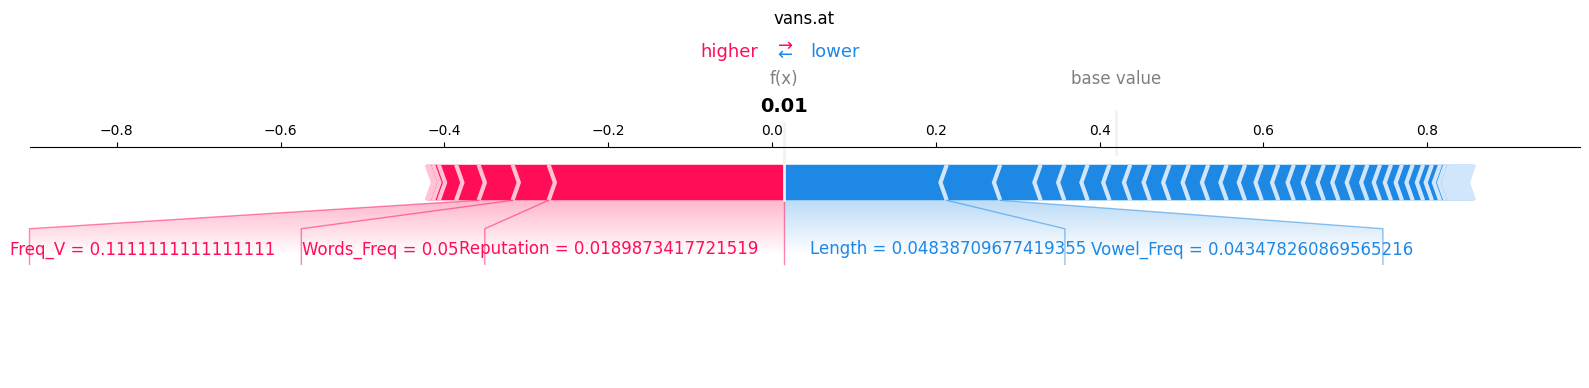 vans.at
higher ⇄ lower
f(x) base value
0.01
−0.8 −0.6 −0.4 −0.2 0.0 0.2 0.4 0.6 0.8
Freq_V = 0.1111111111111111 Words_Freq = 0.05 Reputation = 0.0189873417721519 Length = 0.04838709677419355 Vowel_Freq = 0.043478260869565216